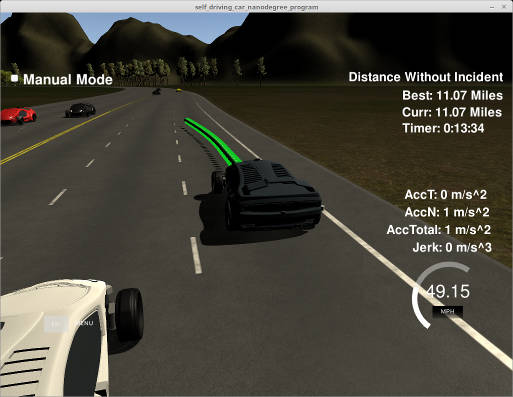 self_driving_car_nanodegree_program
Manual Mode
Distance Without Incident
Best: 11.07 Miles
Curr: 11.07 Miles
Timer: 0:13:34
AccT: 0 m/s^2
AccN: 1 m/s^2
AccTotal: 1 m/s^2
Jerk: 0 m/s^3
49.15
MPH
MENU